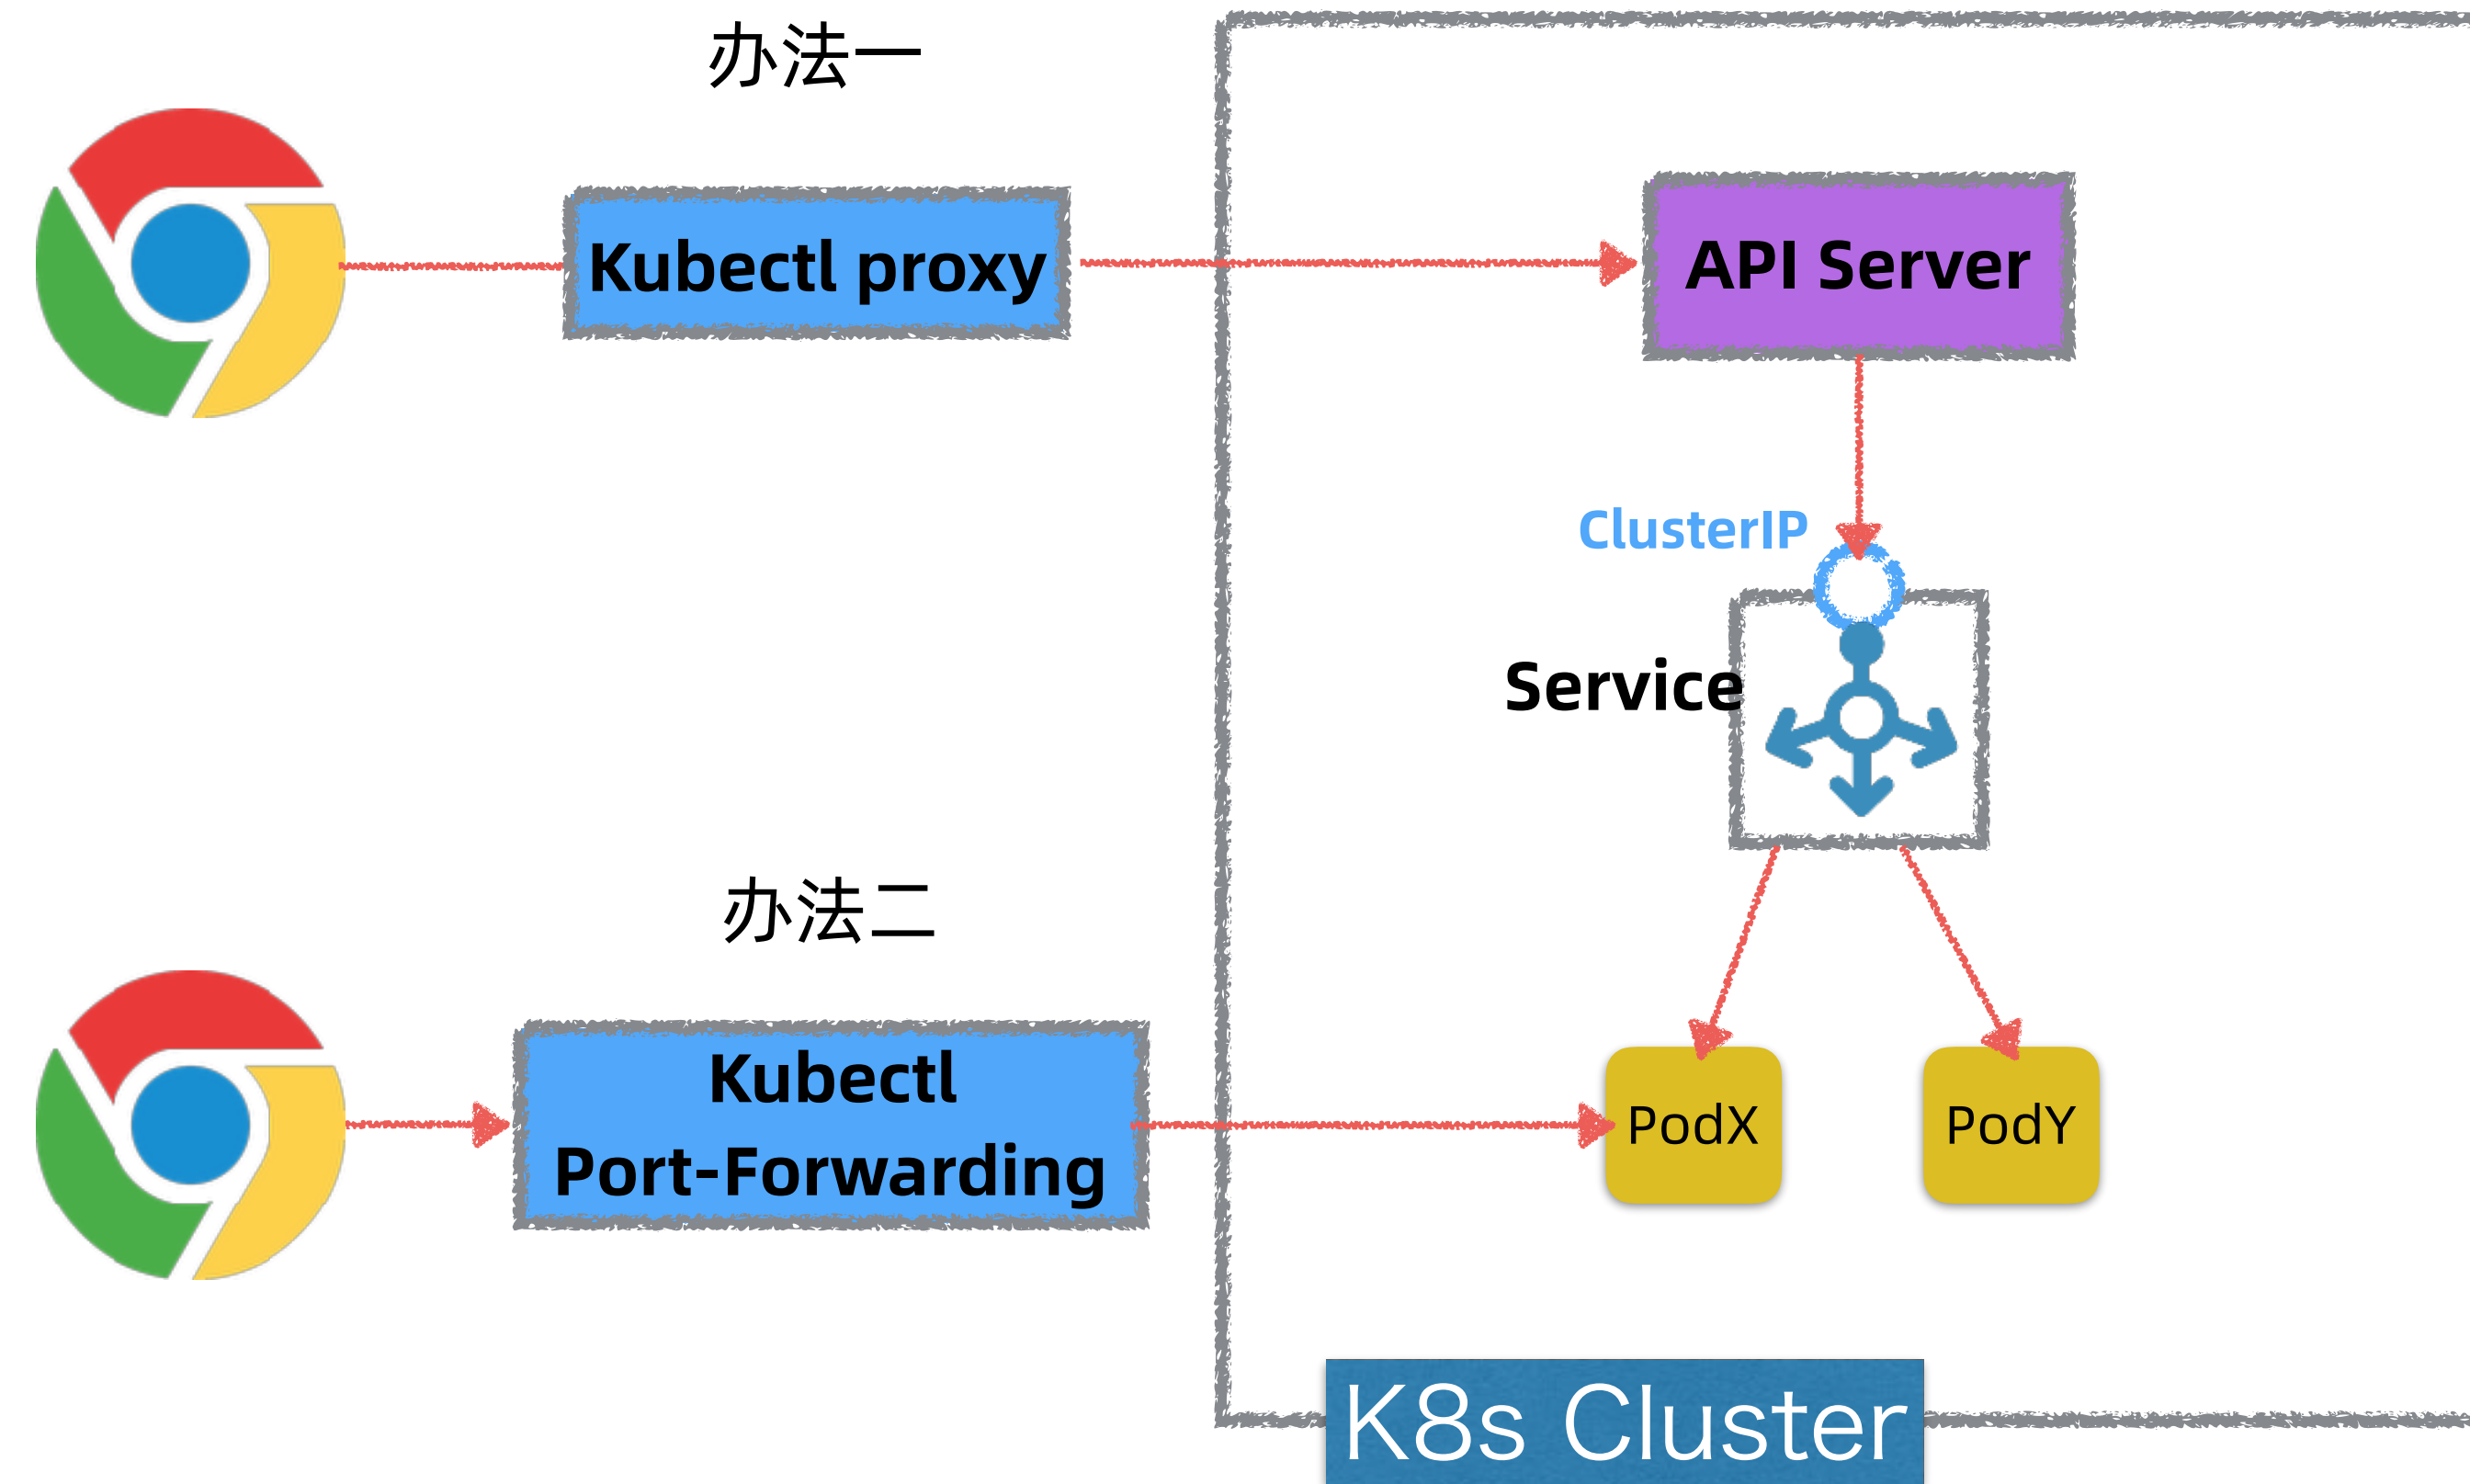 办法一
Kubectl proxy
API Server
ClusterIP
Service
办法二
Kubectl
Port-Forwarding
PodX
PodY
K8s Cluster